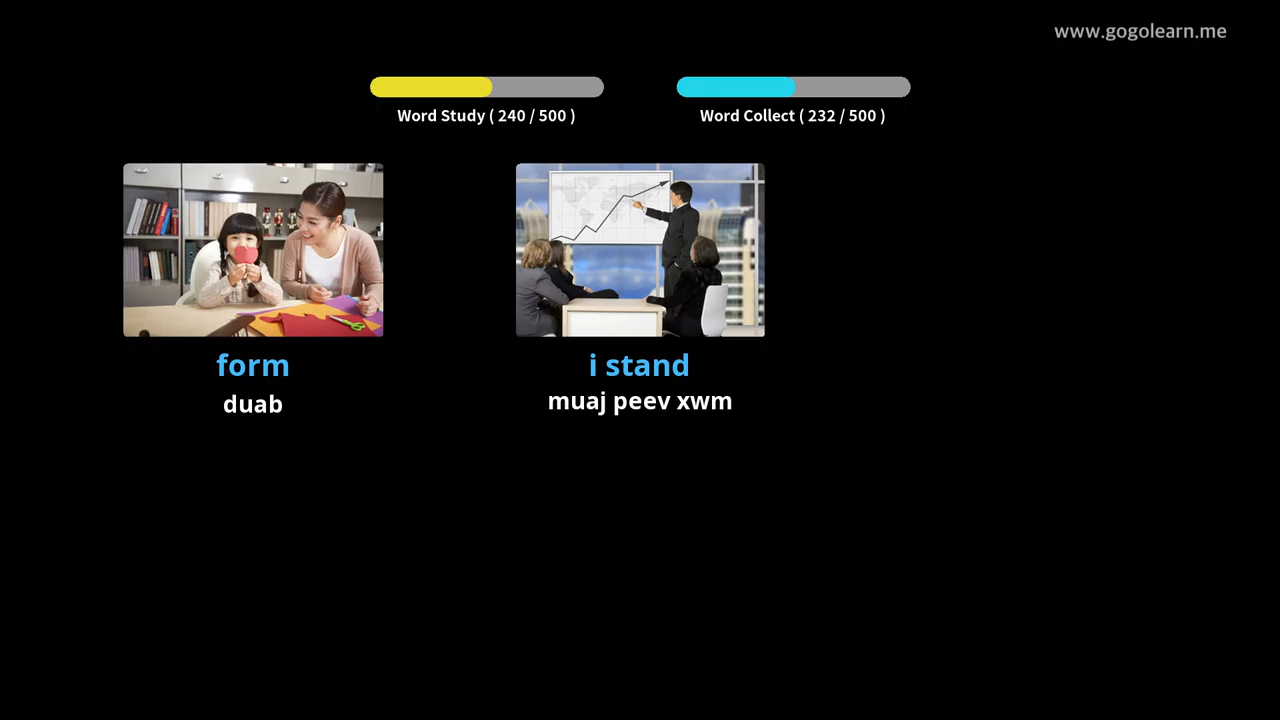 www.gogolearn.me
Word Study ( 240 / 500 )
Word Collect ( 232 / 500 )
form
duab
i stand
muaj peev xwm